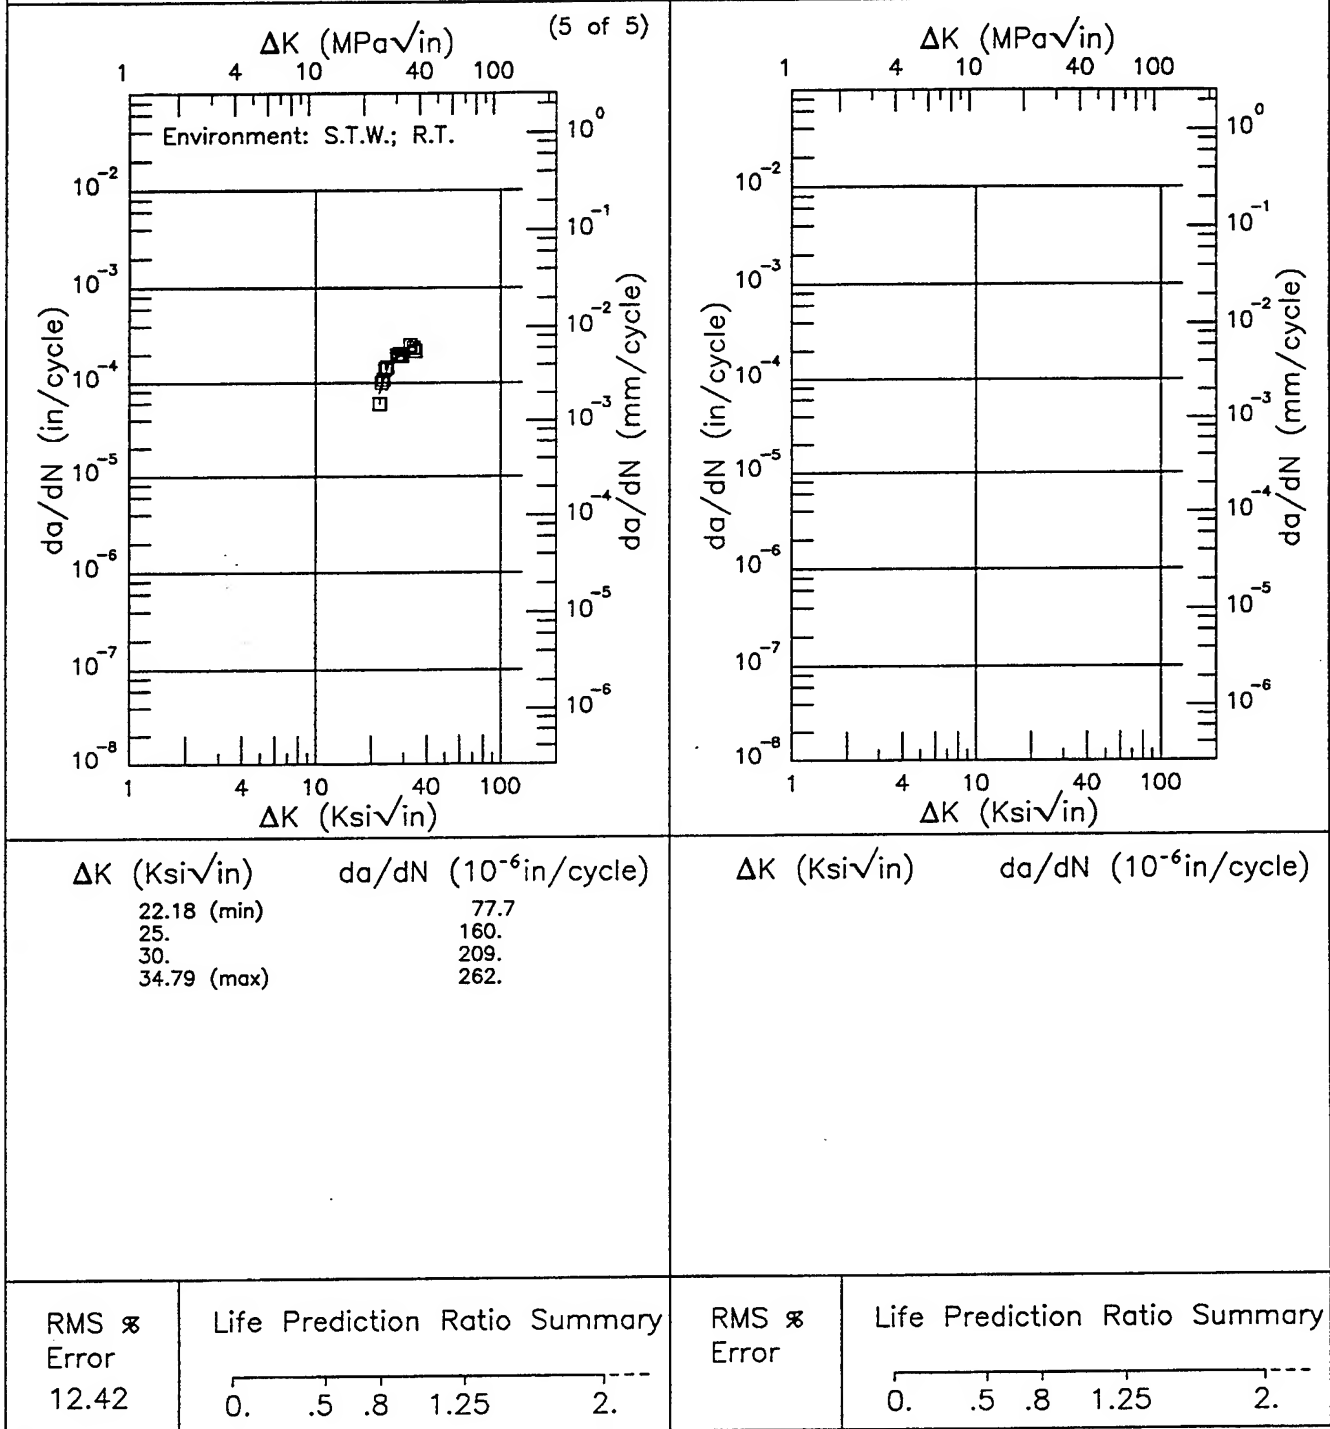 (5 of 5)
ΔK (MPa√in)
1 4 10 40 100
Environment: S.T.W.; R.T.
da/dN (in/cycle)
10⁻²
10⁻³
10⁻⁴
10⁻⁵
10⁻⁶
10⁻⁷
10⁻⁸
10⁰
10⁻¹
10⁻²
10⁻³
10⁻⁴
10⁻⁵
10⁻⁶
da/dN (mm/cycle)
1 4 10 40 100
ΔK (Ksi√in)
ΔK (Ksi√in) da/dN (10⁻⁶in/cycle)
22.18 (min) 77.7
25. 160.
30. 209.
34.79 (max) 262.
RMS %
Error
12.42
Life Prediction Ratio Summary
0. .5 .8 1.25 2.
ΔK (MPa√in)
1 4 10 40 100
da/dN (in/cycle)
10⁻²
10⁻³
10⁻⁴
10⁻⁵
10⁻⁶
10⁻⁷
10⁻⁸
10⁰
10⁻¹
10⁻²
10⁻³
10⁻⁴
10⁻⁵
10⁻⁶
da/dN (mm/cycle)
1 4 10 40 100
ΔK (Ksi√in)
ΔK (Ksi√in) da/dN (10⁻⁶in/cycle)
RMS %
Error
Life Prediction Ratio Summary
0. .5 .8 1.25 2.